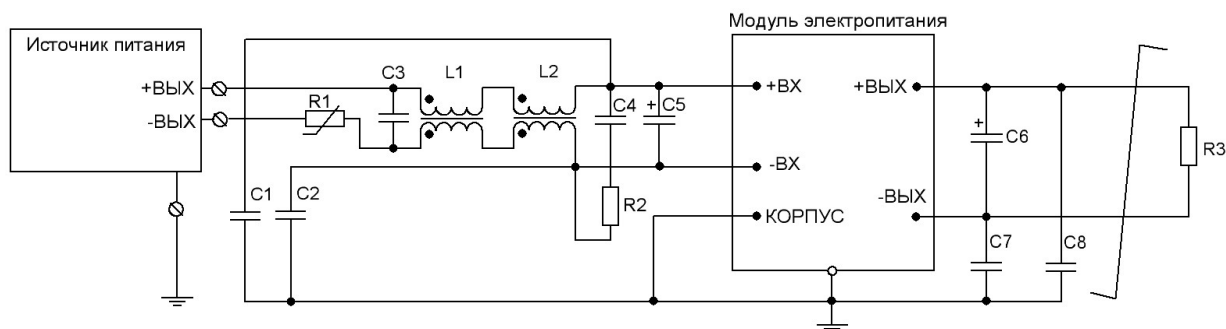 Модуль электропитания
Источник питания
+ВЫХ
-ВЫХ
R1
C3
L1
L2
C4
+
C5
+ВХ
-ВХ
КОРПУС
+ВЫХ
-ВЫХ
+
C6
R3
C1
C2
R2
C7
C8